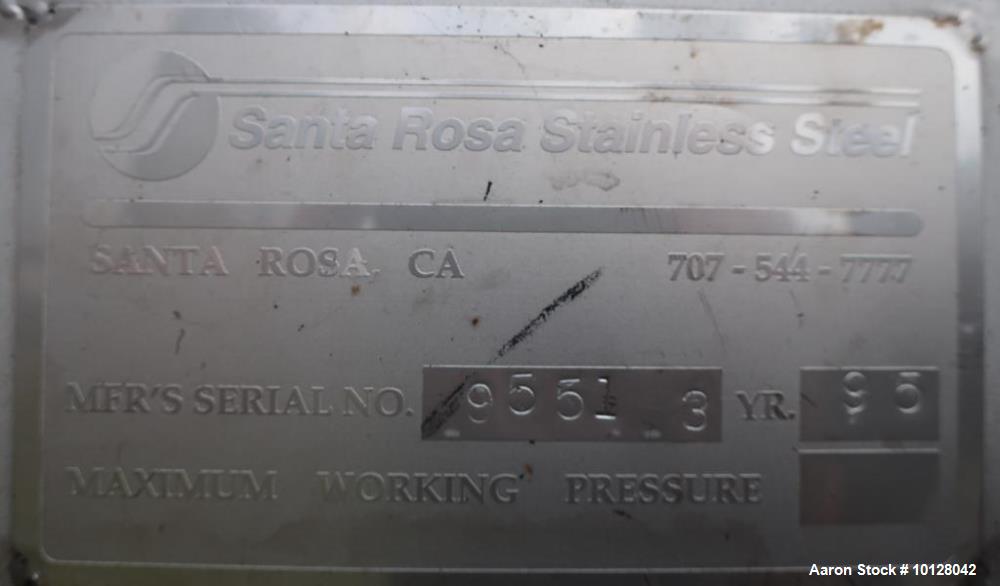 Santa Rosa Stainless Steel
SANTA ROSA, CA 707-544-7777
MFR'S SERIAL NO. 9551 3 YR. 95
MAXIMUM WORKING PRESSURE
Aaron Stock # 10128042